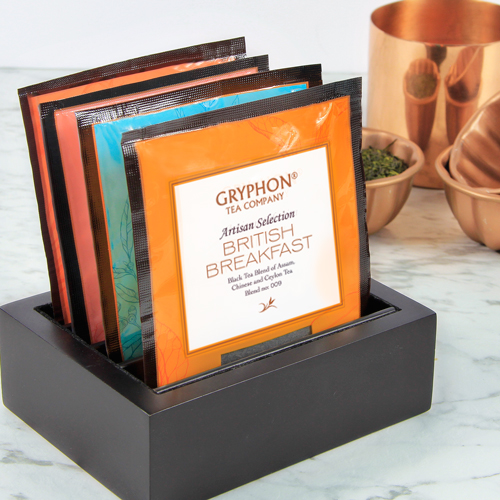 GRYPHON®
TEA COMPANY
Artisan Selection
BRITISH
BREAKFAST
Black Tea Blend of Assam,
Chinese and Ceylon Tea
Blend no: 009